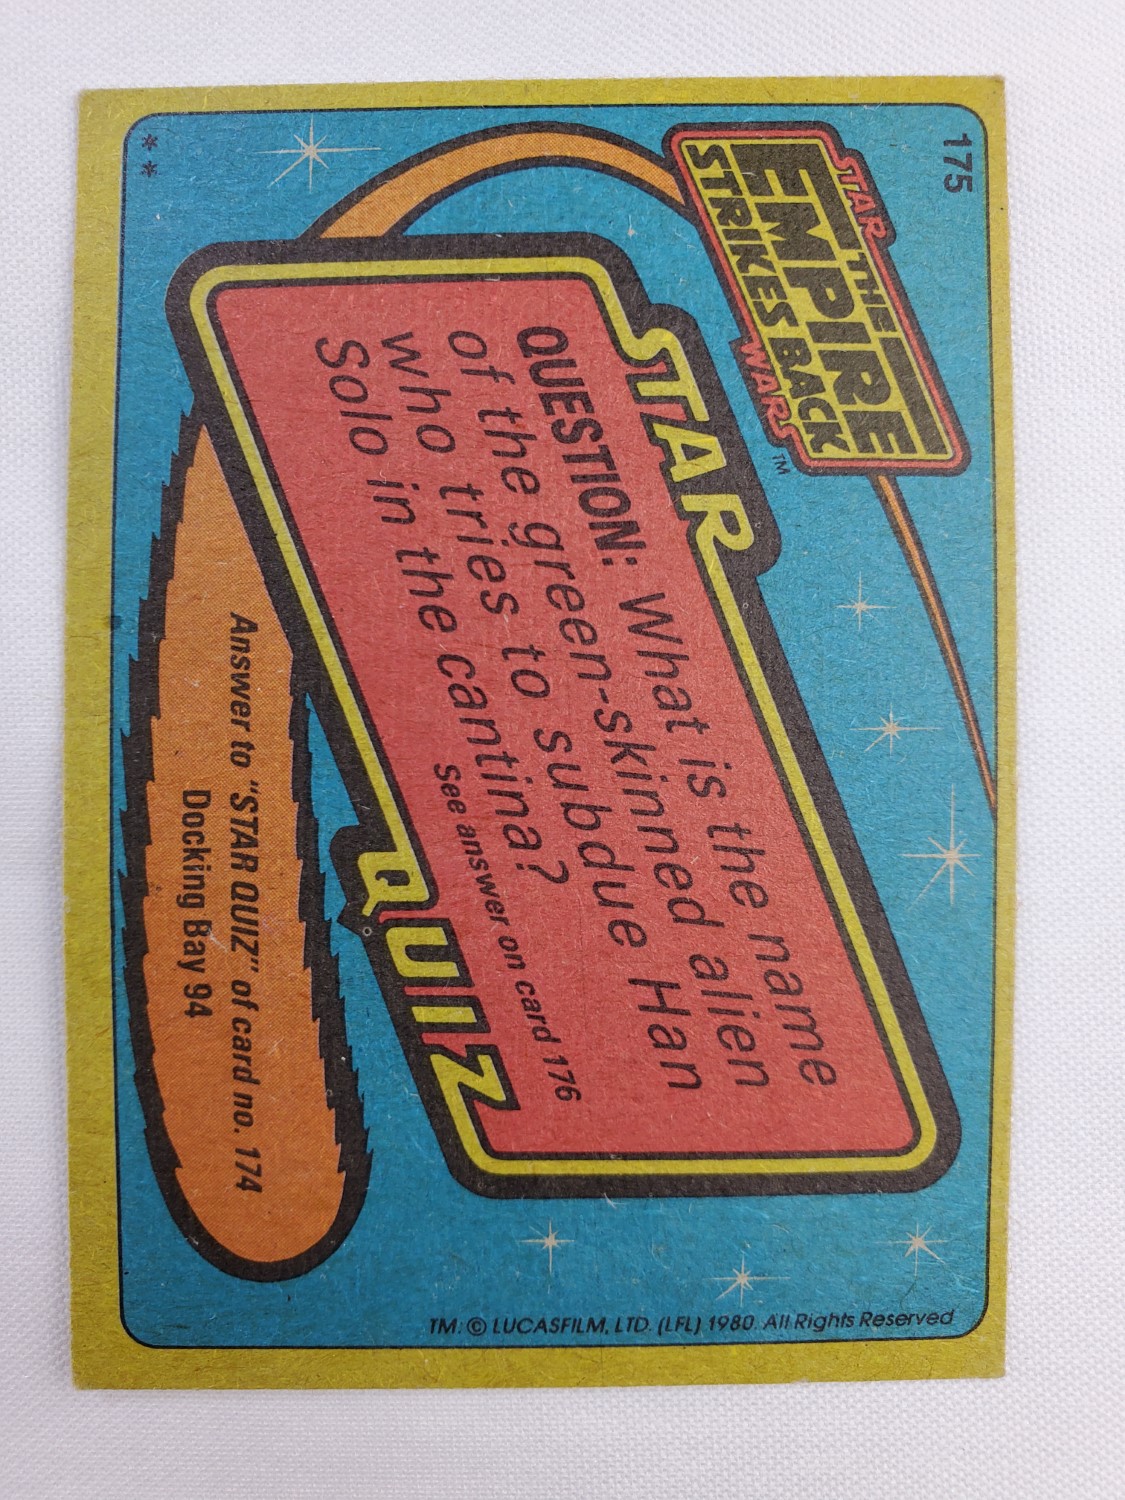 175
STAR
THE
EMPIRE
STRIKES BACK
WARS™
STAR
QUESTION: What is the name
of the green-skinned alien
who tries to subdue Han
Solo in the cantina?
See answer on card 176
QUIZ
Answer to "STAR QUIZ" of card no. 174
Docking Bay 94
**
TM: © LUCASFILM, LTD. (LFL) 1980. All Rights Reserved